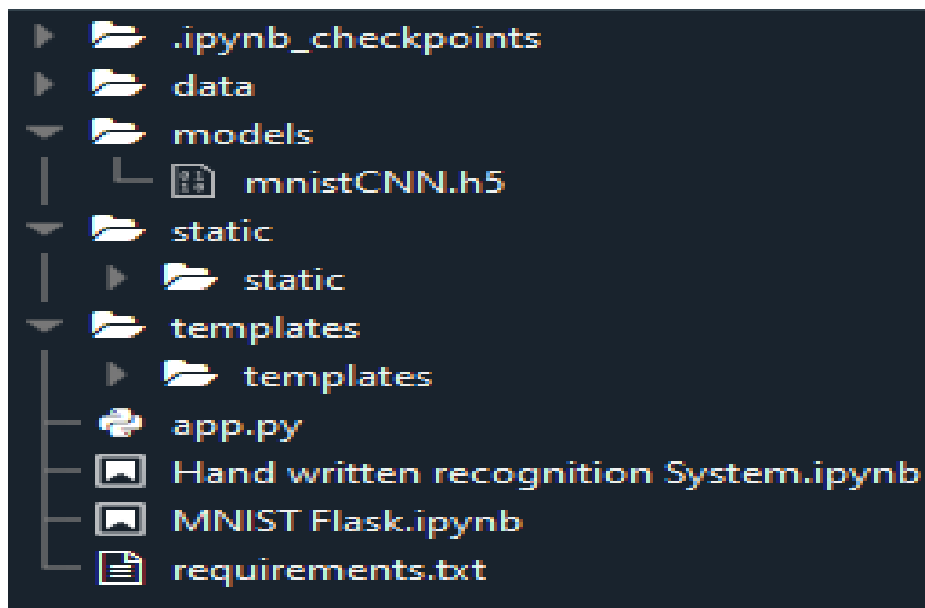 .ipynb_checkpoints
data
models
mnistCNN.h5
static
static
templates
templates
app.py
Hand written recognition System.ipynb
MNIST Flask.ipynb
requirements.txt